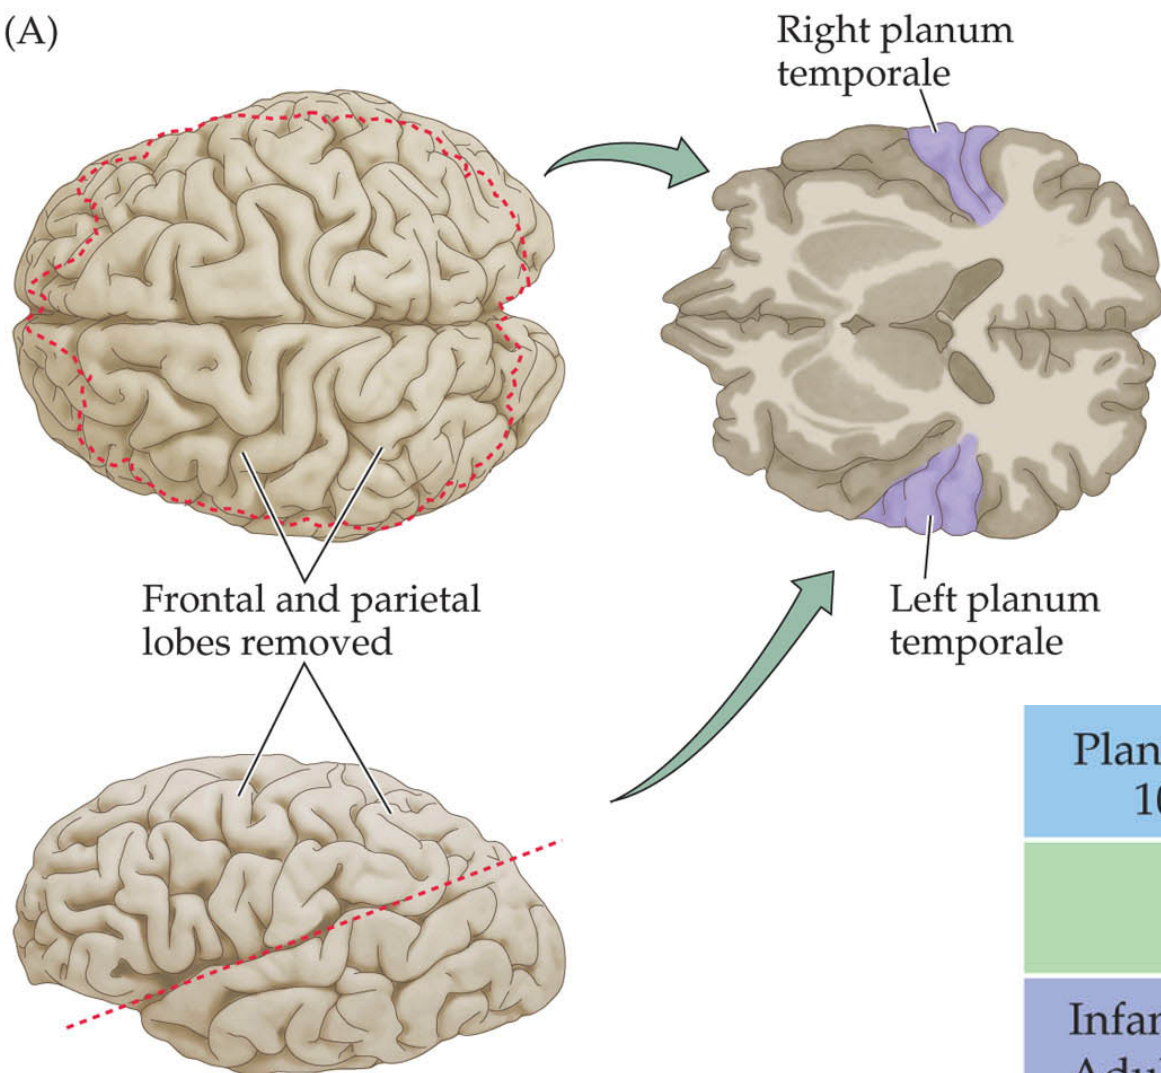 (A)
Right planum
temporale
Frontal and parietal
lobes removed
Left planum
temporale